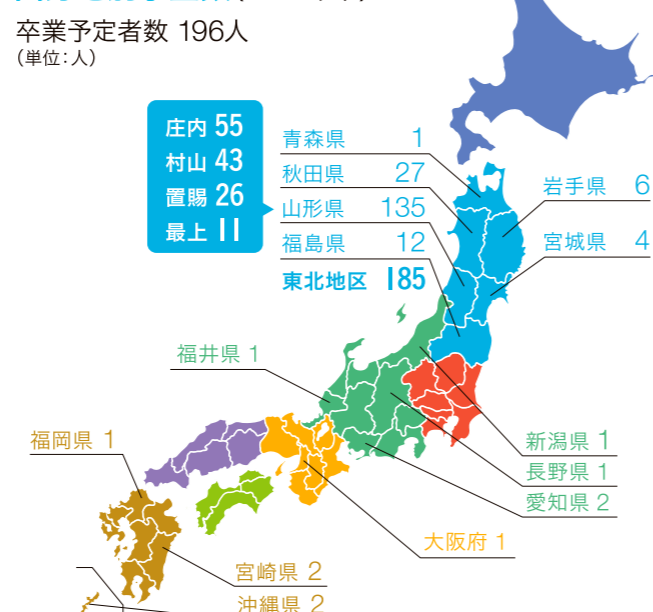 卒業予定者数 196人
(単位:人)
庄内 55
村山 43
置賜 26
最上 11
青森県 1
秋田県 27
山形県 135
福島県 12
東北地区 185
岩手県 6
宮城県 4
福井県 1
新潟県 1
長野県 1
愛知県 2
福岡県 1
大阪府 1
宮崎県 2
沖縄県 2